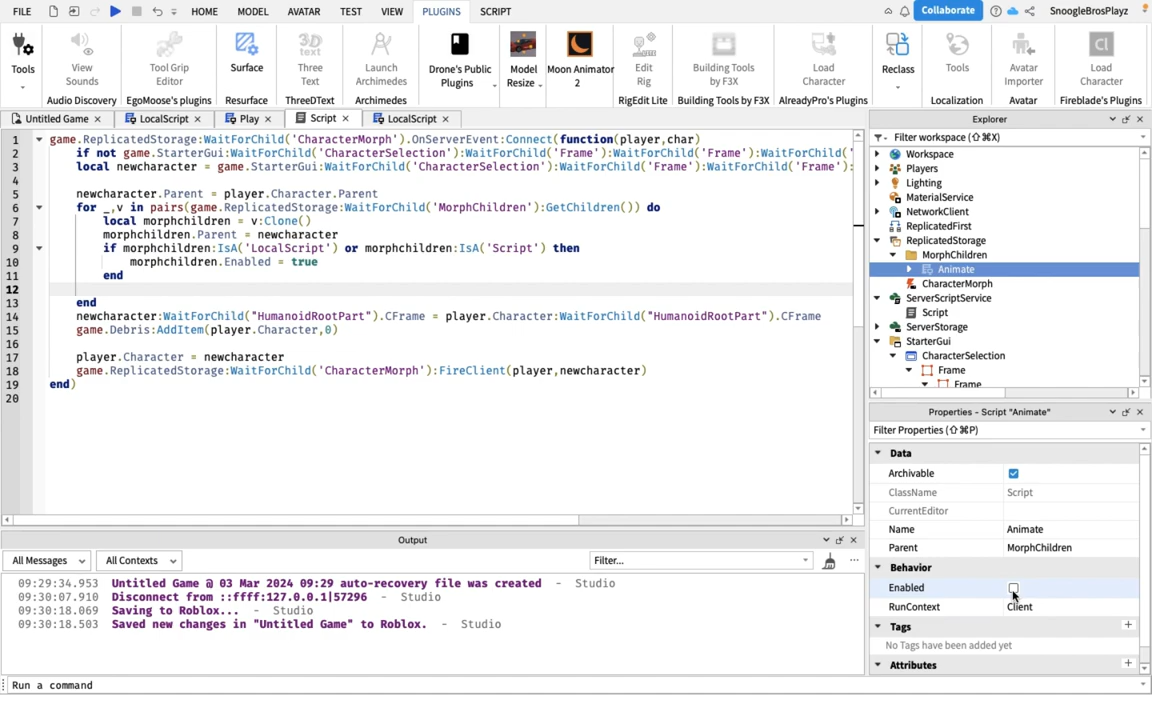 FILE HOME MODEL AVATAR TEST VIEW PLUGINS SCRIPT Collaborate SnoogleBrosPlayz
Tools
View Sounds
Audio Discovery
Tool Grip Editor
EgoMoose's plugins
Surface
Resurface
3D text
Three Text
ThreeDText
Launch Archimedes
Archimedes
Drone's Public Plugins
Model Resize
Moon Animator 2
Edit Rig
RigEdit Lite
Building Tools by F3X
Building Tools by F3X
Load Character
AlreadyPro's Plugins
Reclass
Tools
Localization
Avatar Importer
Avatar
Load Character
Fireblade's Plugins
Untitled Game × LocalScript × Play × Script × LocalScript ×
1 game.ReplicatedStorage:WaitForChild('CharacterMorph').OnServerEvent:Connect(function(player,char)
2 if not game.StarterGui:WaitForChild('CharacterSelection'):WaitForChild('Frame'):WaitForChild('Frame'):WaitForChild('
3 local newcharacter = game.StarterGui:WaitForChild('CharacterSelection'):WaitForChild('Frame'):WaitForChild('Frame'):
4
5 newcharacter.Parent = player.Character.Parent
6 for _,v in pairs(game.ReplicatedStorage:WaitForChild('MorphChildren'):GetChildren()) do
7 local morphchildren = v:Clone()
8 morphchildren.Parent = newcharacter
9 if morphchildren:IsA('LocalScript') or morphchildren:IsA('Script') then
10 morphchildren.Enabled = true
11 end
12
13 end
14 newcharacter:WaitForChild("HumanoidRootPart").CFrame = player.Character:WaitForChild("HumanoidRootPart").CFrame
15 game.Debris:AddItem(player.Character,0)
16
17 player.Character = newcharacter
18 game.ReplicatedStorage:WaitForChild('CharacterMorph'):FireClient(player,newcharacter)
19 end)
20
Explorer
Filter workspace (⇧⌘X)
Workspace
Players
Lighting
MaterialService
NetworkClient
ReplicatedFirst
ReplicatedStorage
MorphChildren
Animate
CharacterMorph
ServerScriptService
Script
ServerStorage
StarterGui
CharacterSelection
Frame
Frame
Properties - Script "Animate"
Filter Properties (⇧⌘P)
Data
Archivable
ClassName Script
CurrentEditor
Name Animate
Parent MorphChildren
Behavior
Enabled
RunContext Client
Tags
No Tags have been added yet
Attributes
Output
All Messages All Contexts Filter...
09:29:34.953 Untitled Game @ 03 Mar 2024 09:29 auto-recovery file was created - Studio
09:30:07.910 Disconnect from ::ffff:127.0.0.1|57296 - Studio
09:30:18.069 Saving to Roblox... - Studio
09:30:18.503 Saved new changes in "Untitled Game" to Roblox. - Studio
Run a command